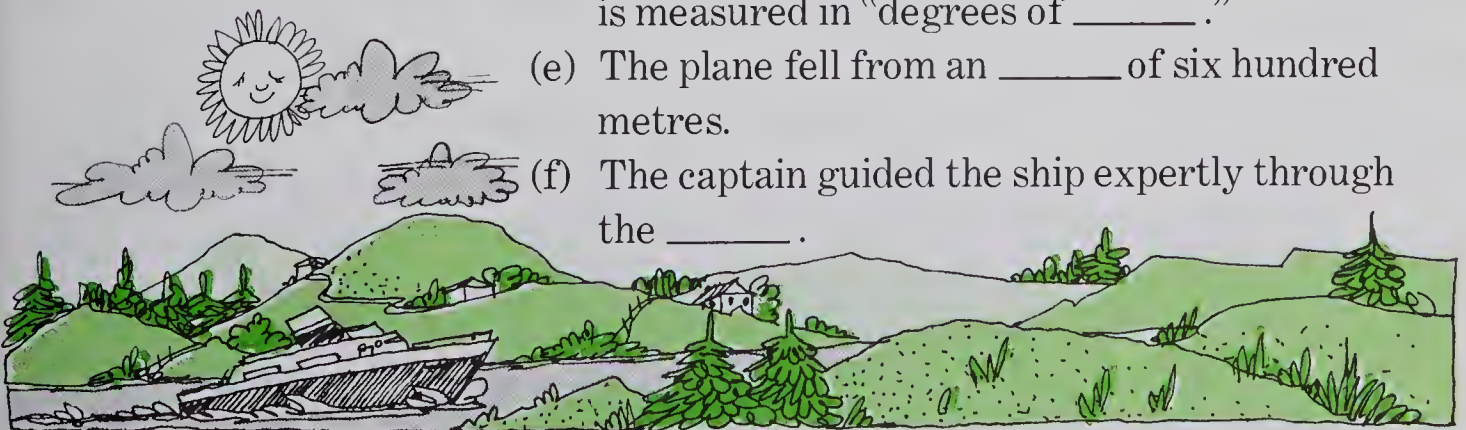 is measured in "degrees of ______ ."
(e) The plane fell from an ______ of six hundred
metres.
(f) The captain guided the ship expertly through
the ______ .